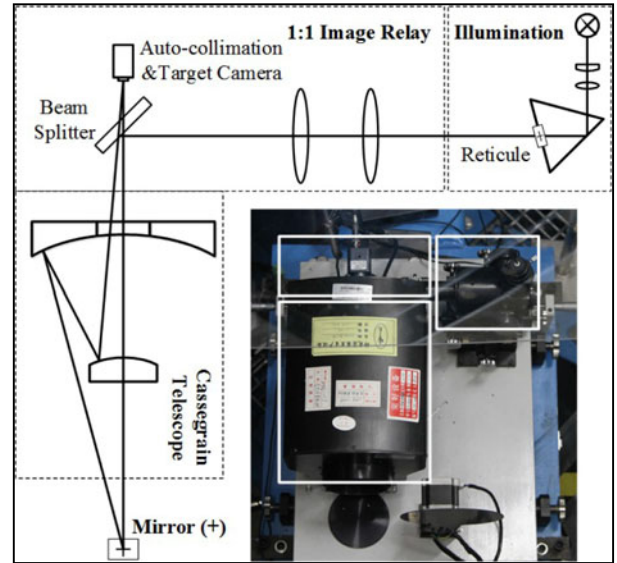 1:1 Image Relay
Illumination
Auto-collimation
&Target Camera
Beam
Splitter
Reticule
Cassegrain
Telescope
Mirror (+)